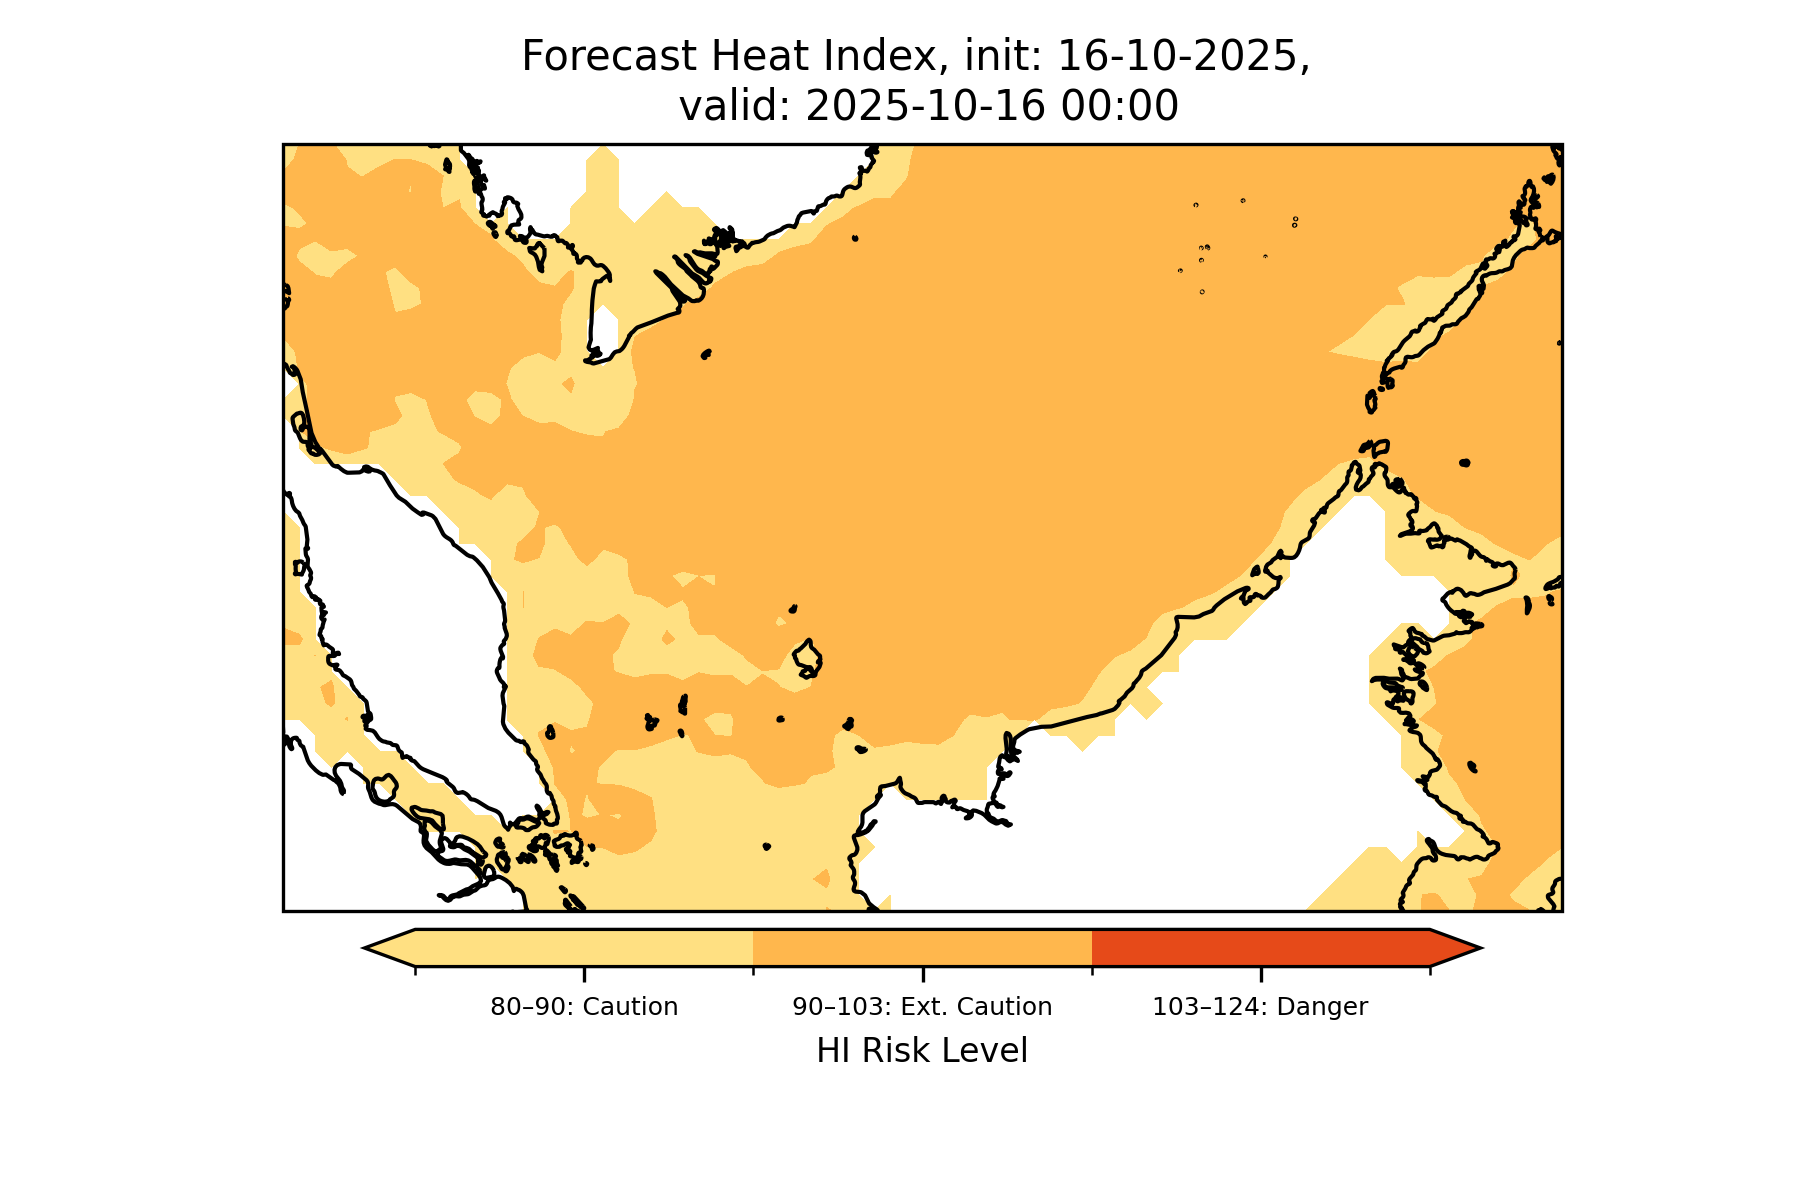 Forecast Heat Index, init: 16-10-2025,
valid: 2025-10-16 00:00
80–90: Caution
90–103: Ext. Caution
103–124: Danger
HI Risk Level